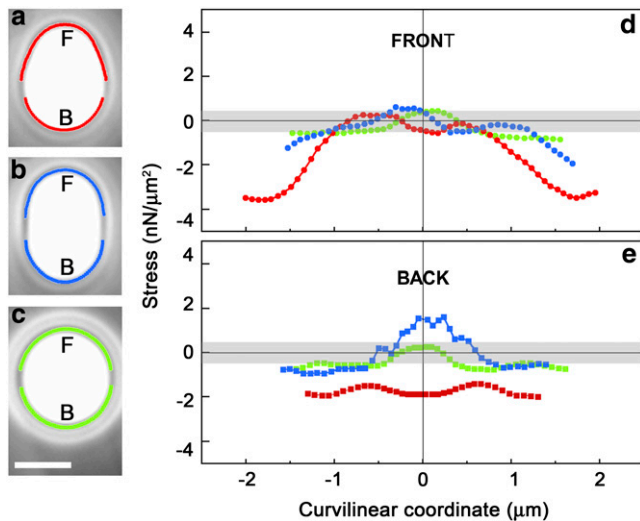 a
F
B
b
F
B
c
F
B
d
FRONT
4
2
0
-2
-4
Stress (nN/μm²)
e
BACK
4
2
0
-2
-4
-2
-1
0
1
2
Curvilinear coordinate (μm)